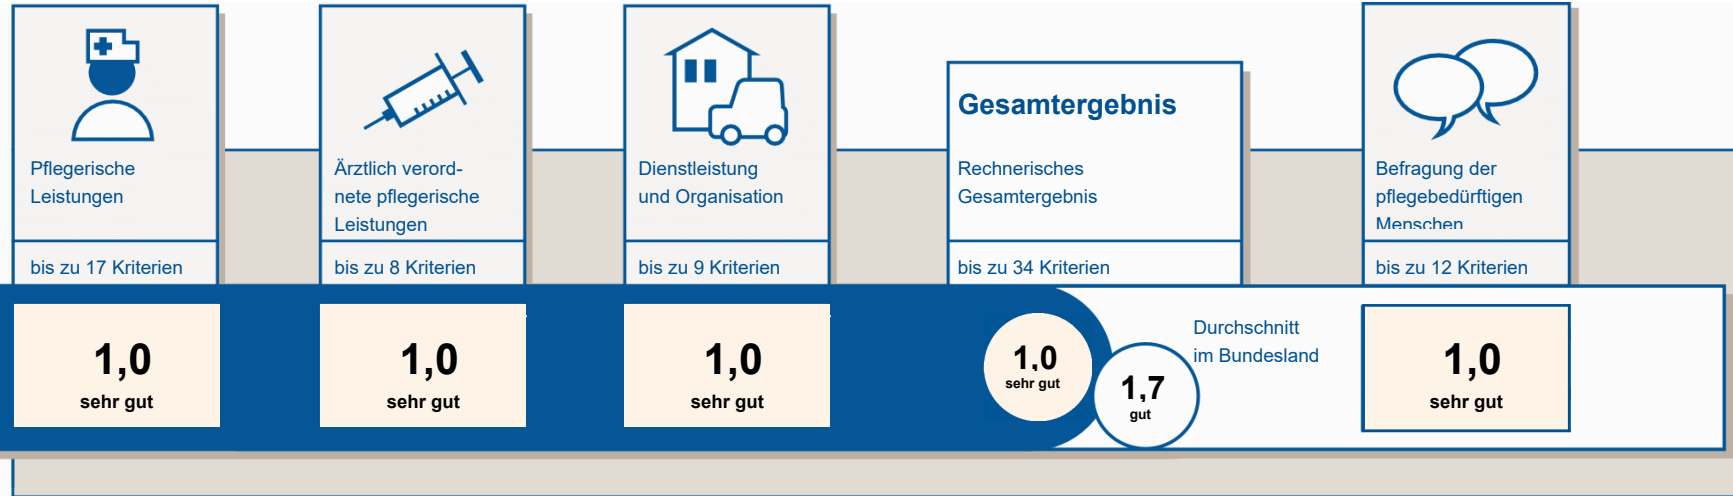 Pflegerische
Leistungen
bis zu 17 Kriterien
1,0
sehr gut
Ärztlich verord-
nete pflegerische
Leistungen
bis zu 8 Kriterien
1,0
sehr gut
Dienstleistung
und Organisation
bis zu 9 Kriterien
1,0
sehr gut
Gesamtergebnis
Rechnerisches
Gesamtergebnis
bis zu 34 Kriterien
1,0
sehr gut
1,7
gut
Durchschnitt
im Bundesland
Befragung der
pflegebedürftigen
Menschen
bis zu 12 Kriterien
1,0
sehr gut